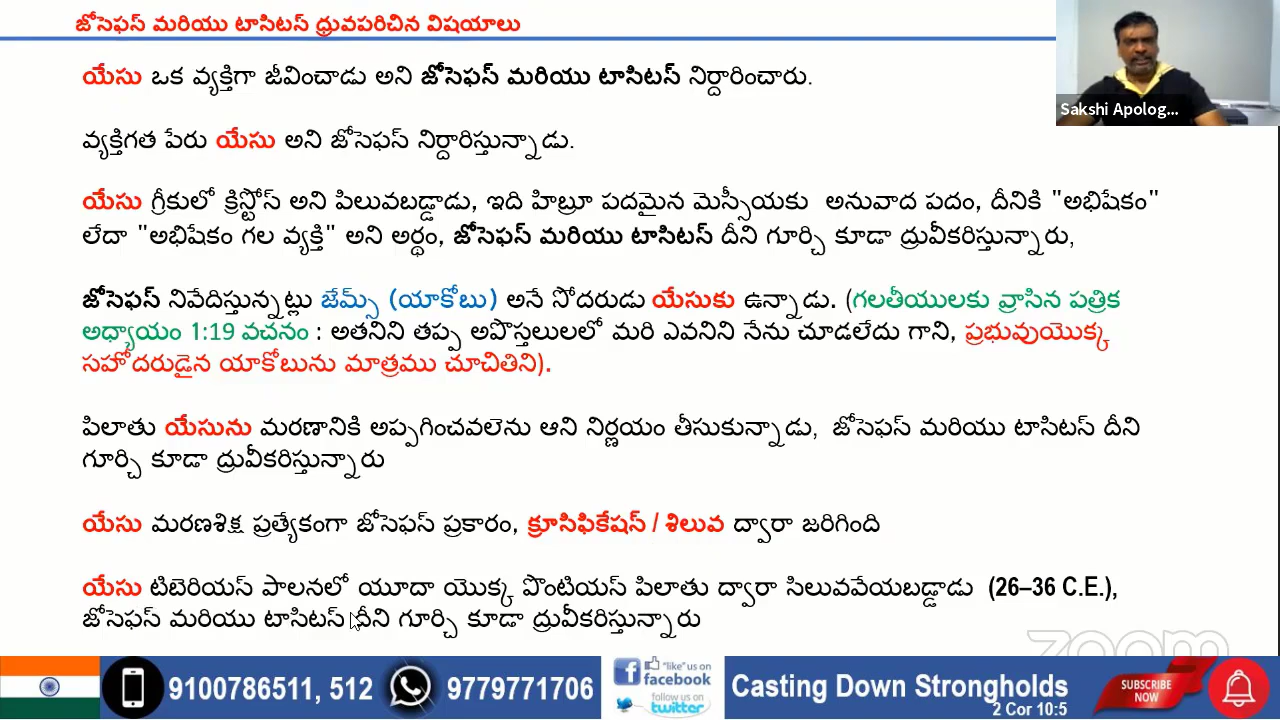 జోసెఫస్ మరియు టాసిటస్ ధ్రువపరిచిన విషయాలు
యేసు ఒక వ్యక్తిగా జీవించాడు అని జోసెఫస్ మరియు టాసిటస్ నిర్దారించారు.
వ్యక్తిగత పేరు యేసు అని జోసెఫస్ నిర్దారిస్తున్నాడు.
యేసు గ్రీకులో క్రిస్టోస్ అని పిలువబడ్డాడు, ఇది హిబ్రూ పదమైన మెస్సీయకు అనువాద పదం, దీనికి "అభిషేకం"
లేదా "అభిషేకం గల వ్యక్తి" అని అర్థం, జోసెఫస్ మరియు టాసిటస్ దీని గూర్చి కూడా ద్రువీకరిస్తున్నారు,
జోసెఫస్ నివేదిస్తున్నట్లు జేమ్స్ (యాకోబు) అనే సోదరుడు యేసుకు ఉన్నాడు. (గలతీయులకు వ్రాసిన పత్రిక
అధ్యాయం 1:19 వచనం : అతనిని తప్ప అపొస్తలులలో మరి ఎవనిని నేను చూడలేదు గాని, ప్రభువుయొక్క
సహోదరుడైన యాకోబును మాత్రము చూచితిని).
పిలాతు యేసును మరణానికి అప్పగించవలెను ఆని నిర్ణయం తీసుకున్నాడు, జోసెఫస్ మరియు టాసిటస్ దీని
గూర్చి కూడా ద్రువీకరిస్తున్నారు
యేసు మరణశిక్ష ప్రత్యేకంగా జోసెఫస్ ప్రకారం, క్రూసిఫికేషస్ / శిలువ ద్వారా జరిగింది
యేసు టిటెరియస్ పాలనలో యూదా యొక్క పొంటియస్ పిలాతు ద్వారా సిలువవేయబడ్డాడు (26–36 C.E.),
జోసెఫస్ మరియు టాసిటస్ దీని గూర్చి కూడా ద్రువీకరిస్తున్నారు
Sakshi Apolog...
zoom
9100786511, 512
9779771706
"like" us on
facebook
follow us on
twitter
Casting Down Strongholds
2 Cor 10:5
SUBSCRIBE
NOW